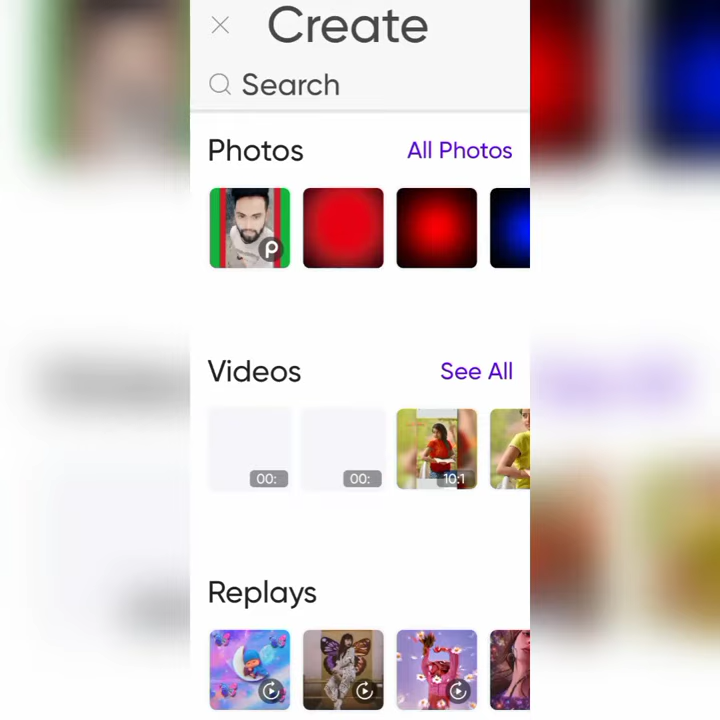 Create
Search
Photos All Photos
Videos See All
00: 00: 10:1
Replays